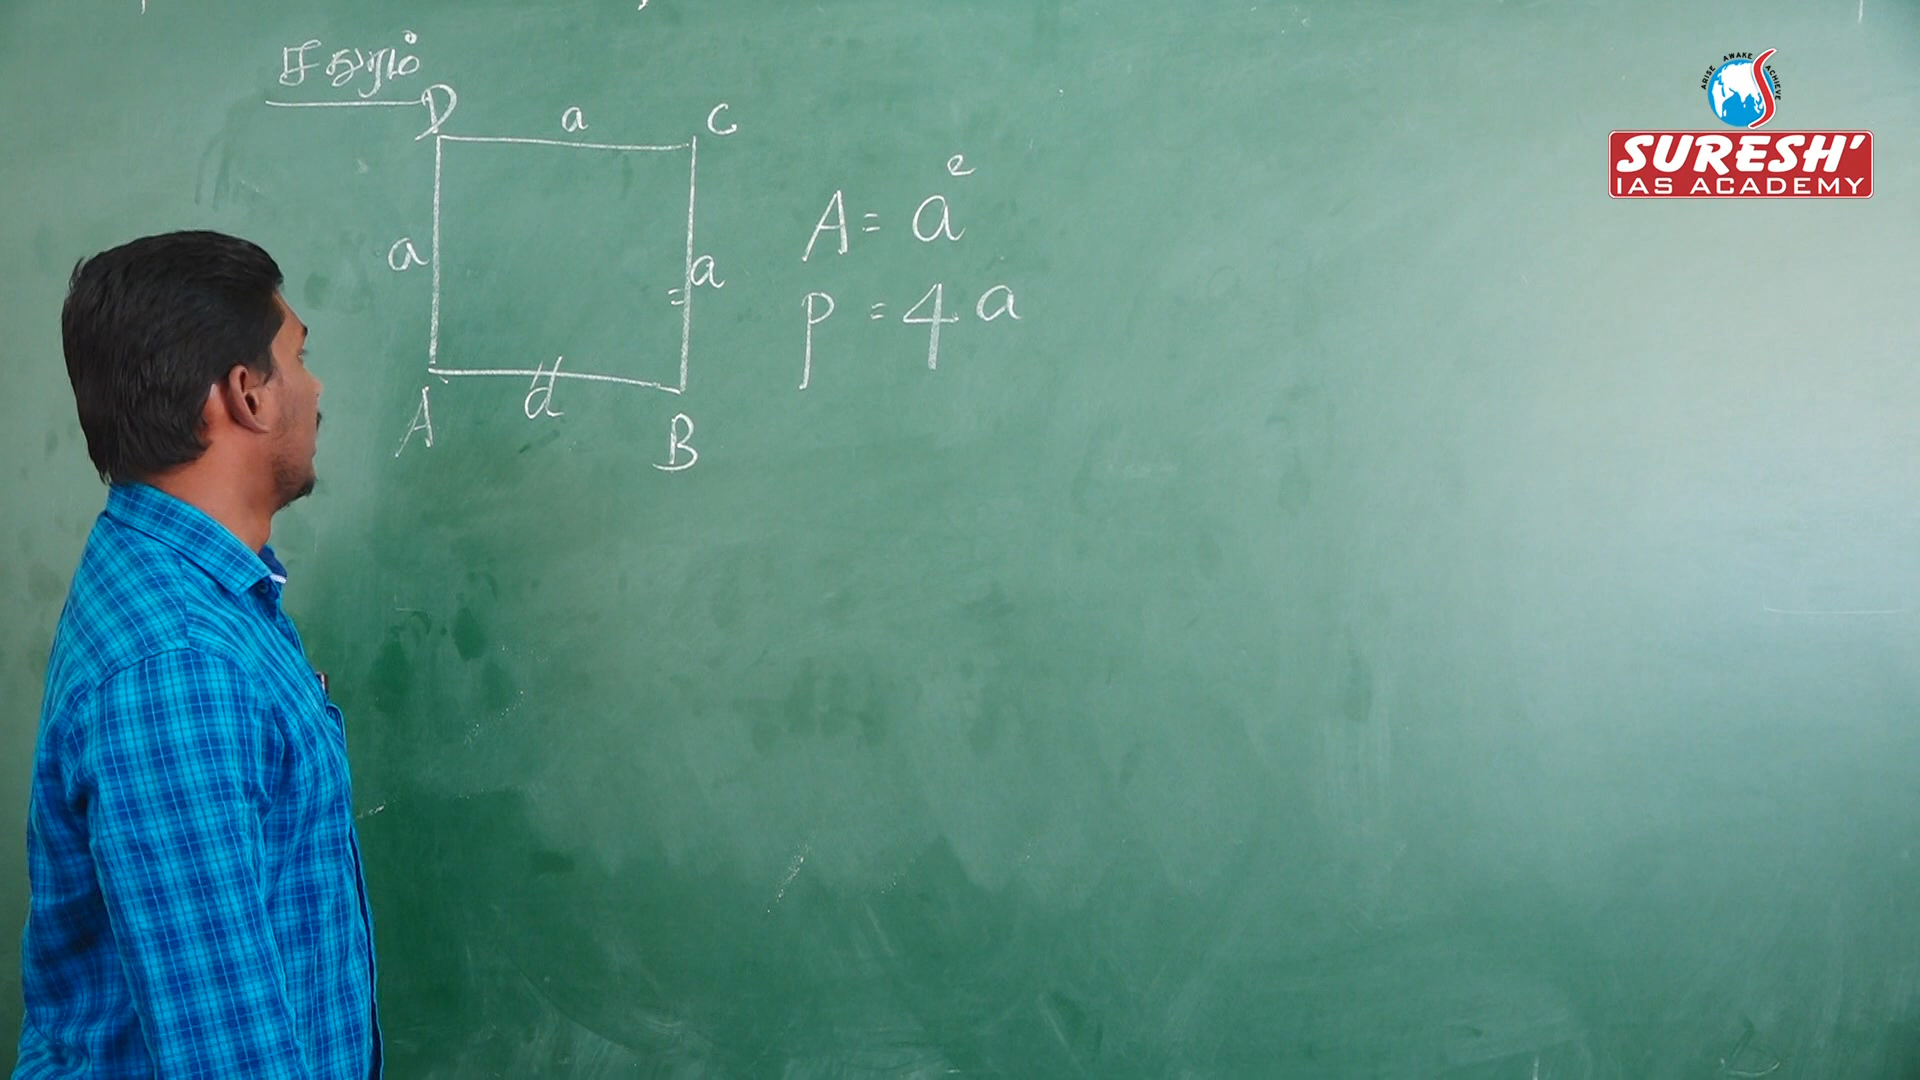 சதுரம்
D a C
a a
=
A d B
A = a²
P = 4a
ARISE AWAKE ACHIEVE
SURESH'
IAS ACADEMY